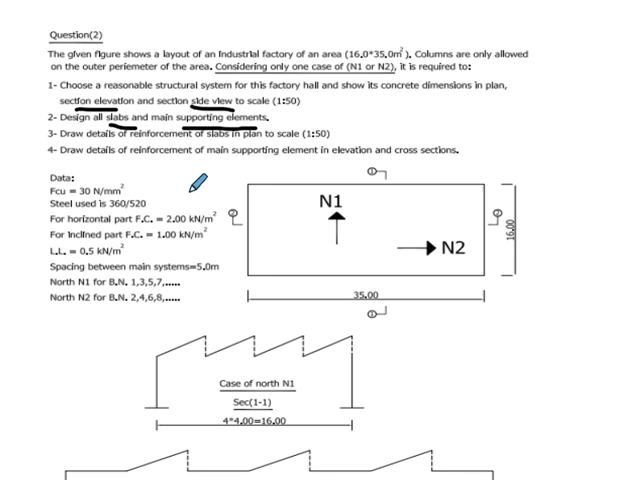 Question(2)
The given figure shows a layout of an industrial factory of an area (16.0*35.0m²). Columns are only allowed
on the outer periemeter of the area. Considering only one case of (N1 or N2), it is required to:
1- Choose a reasonable structural system for this factory hall and show its concrete dimensions in plan,
section elevation and section side view to scale (1:50)
2- Design all slabs and main supporting elements.
3- Draw details of reinforcement of slabs in plan to scale (1:50)
4- Draw details of reinforcement of main supporting element in elevation and cross sections.
Data:
Fcu = 30 N/mm²
Steel used is 360/520
For horizontal part F.C. = 2.00 kN/m²
For inclined part F.C. = 1.00 kN/m²
L.L. = 0.5 kN/m²
Spacing between main systems=5.0m
North N1 for B.N. 1,3,5,7,.....
North N2 for B.N. 2,4,6,8,.....
1
2
N1
2
16.00
N2
35.00
1
Case of north N1
Sec(1-1)
4*4.00=16.00